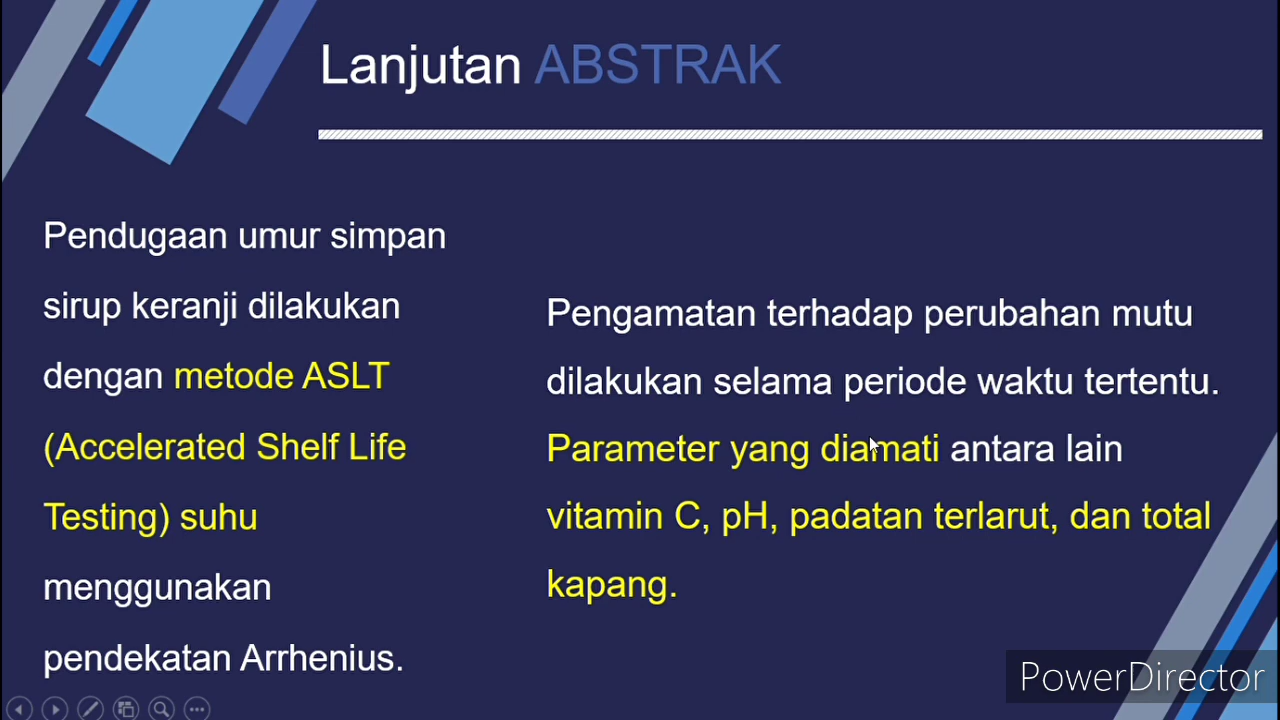 Lanjutan ABSTRAK
Pendugaan umur simpan
sirup keranji dilakukan
dengan metode ASLT
(Accelerated Shelf Life
Testing) suhu
menggunakan
pendekatan Arrhenius.
Pengamatan terhadap perubahan mutu
dilakukan selama periode waktu tertentu.
Parameter yang diamati antara lain
vitamin C, pH, padatan terlarut, dan total
kapang.
PowerDirector